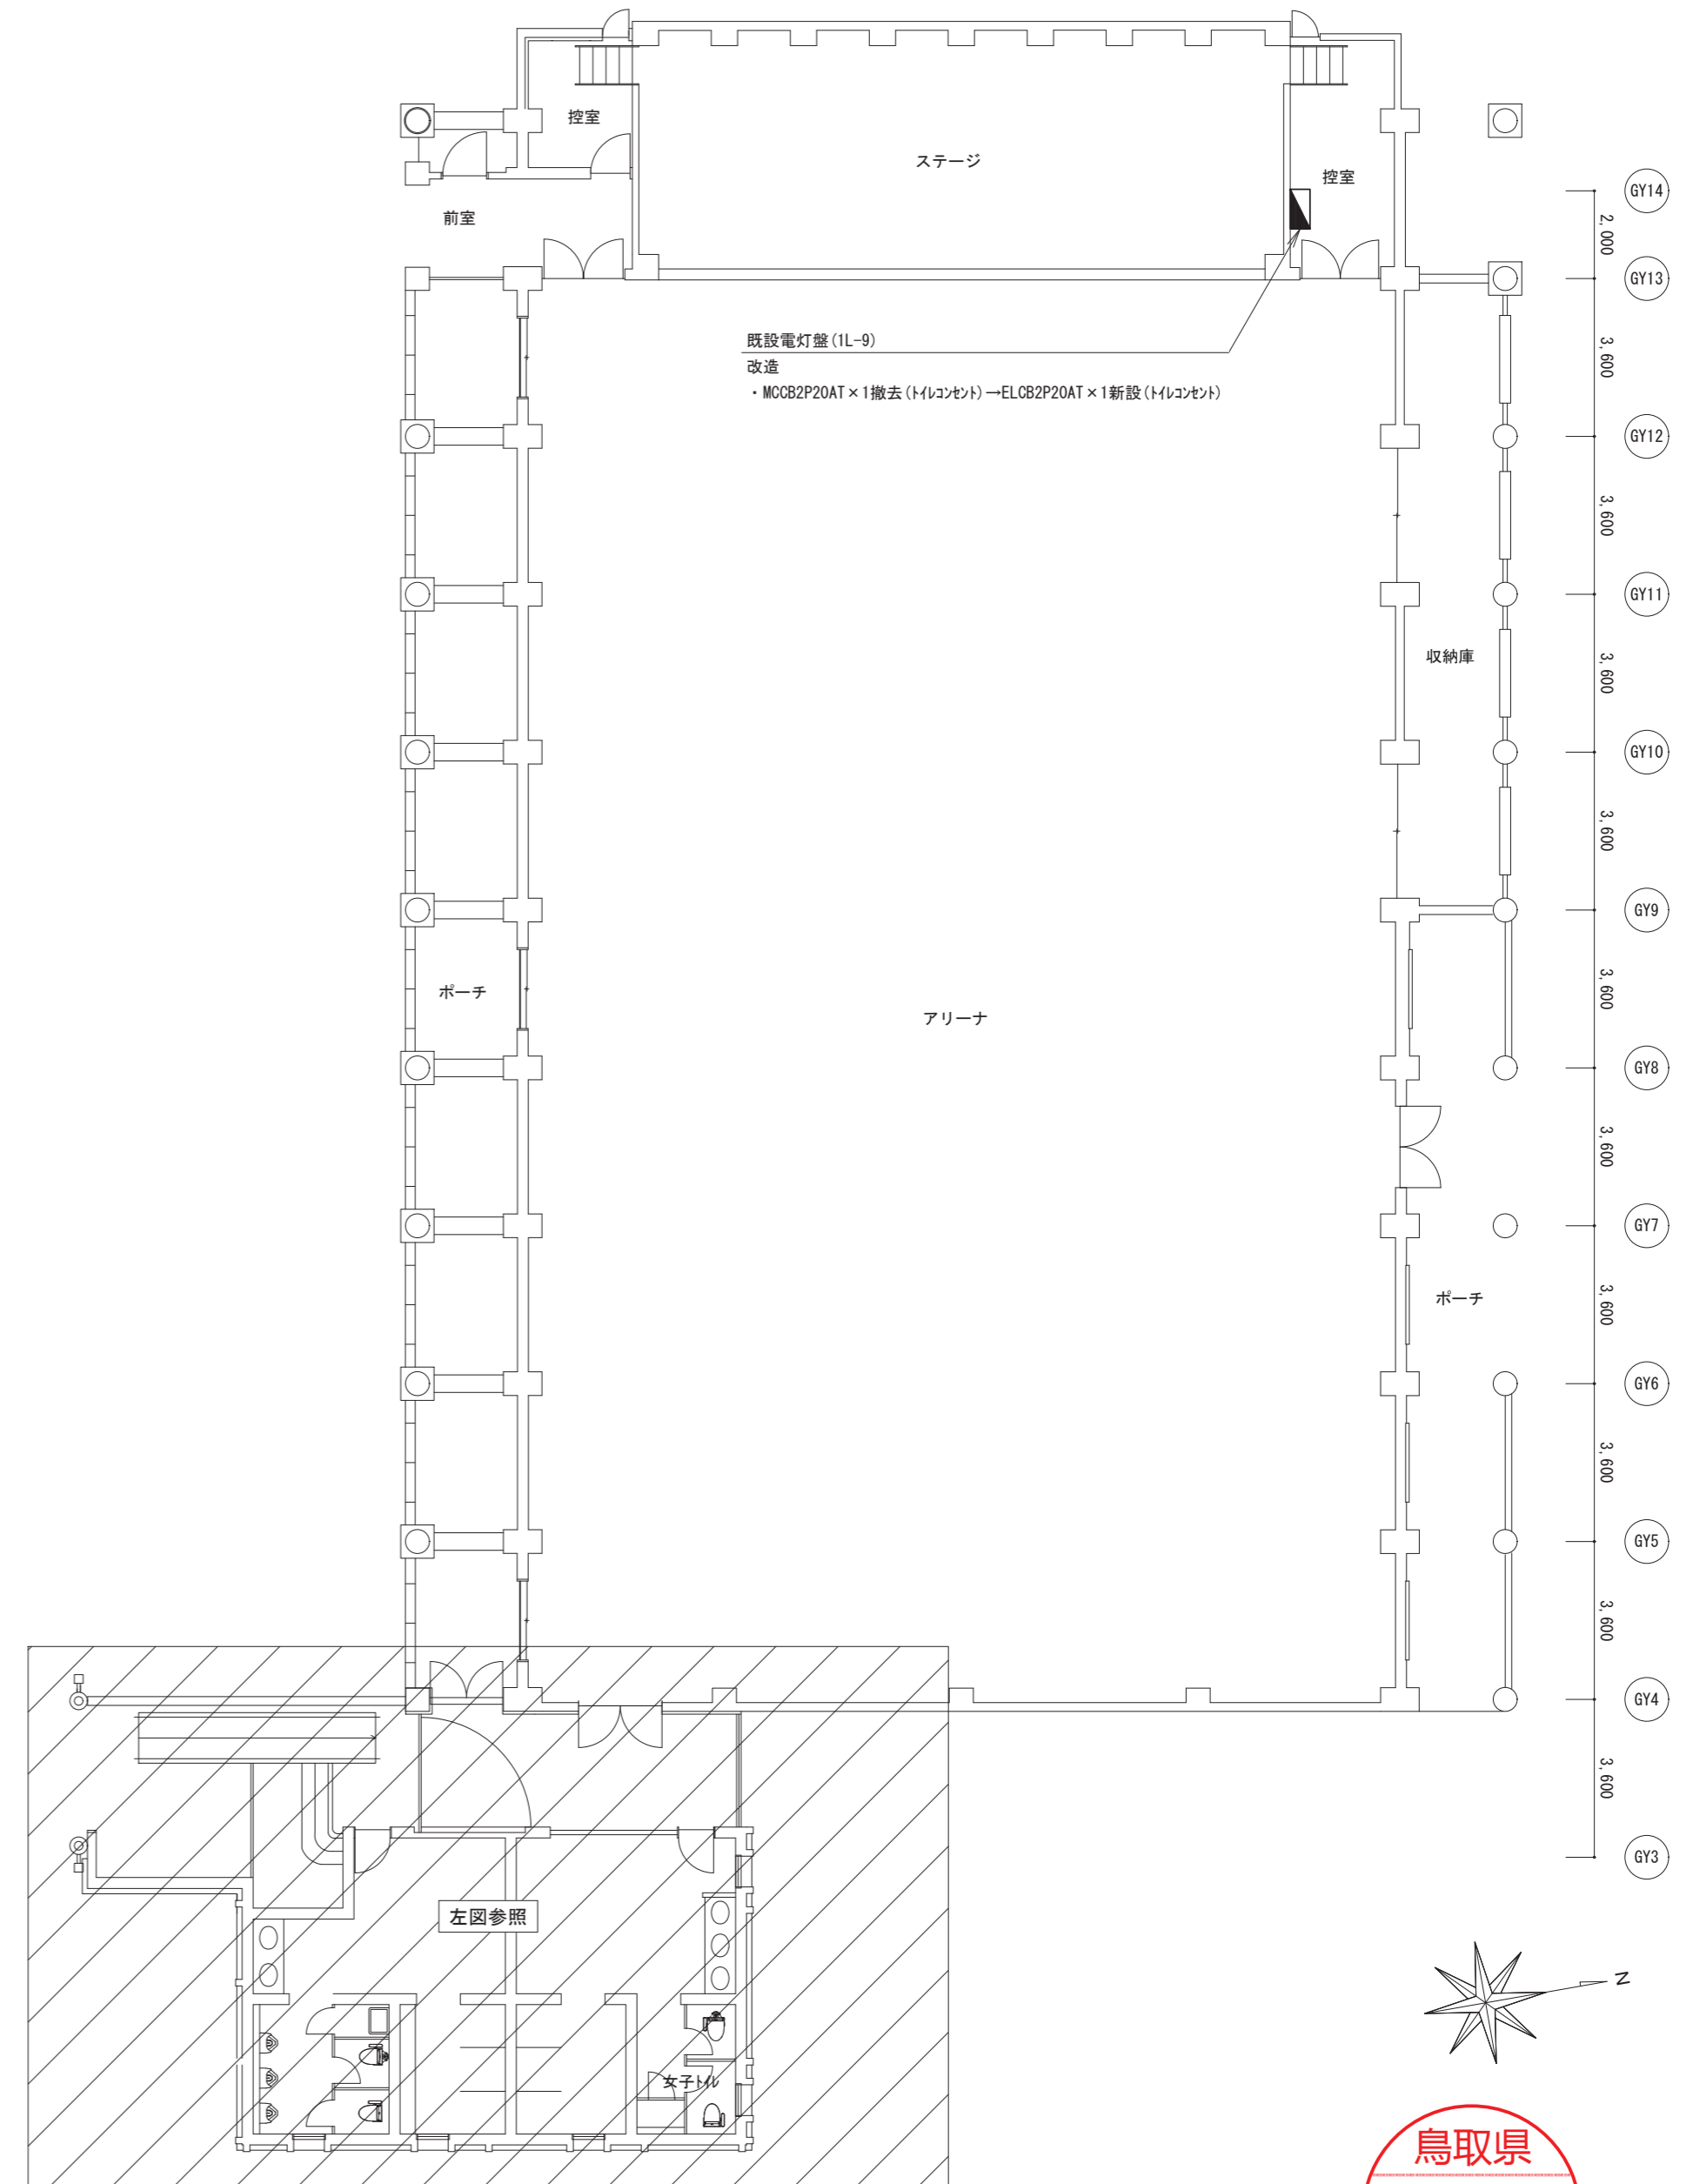 控室
ステージ
控室
前室
GY14
2,000
GY13
既設電灯盤(1L-9)
改造
・MCCB2P20AT×1撤去(トイレコンセント)→ELCB2P20AT×1新設(トイレコンセント)
3,600
GY12
3,600
GY11
収納庫
3,600
GY10
3,600
GY9
ポーチ
アリーナ
3,600
GY8
3,600
GY7
ポーチ
3,600
GY6
3,600
GY5
3,600
GY4
3,600
GY3
左図参照
N
女子トイレ
鳥取県